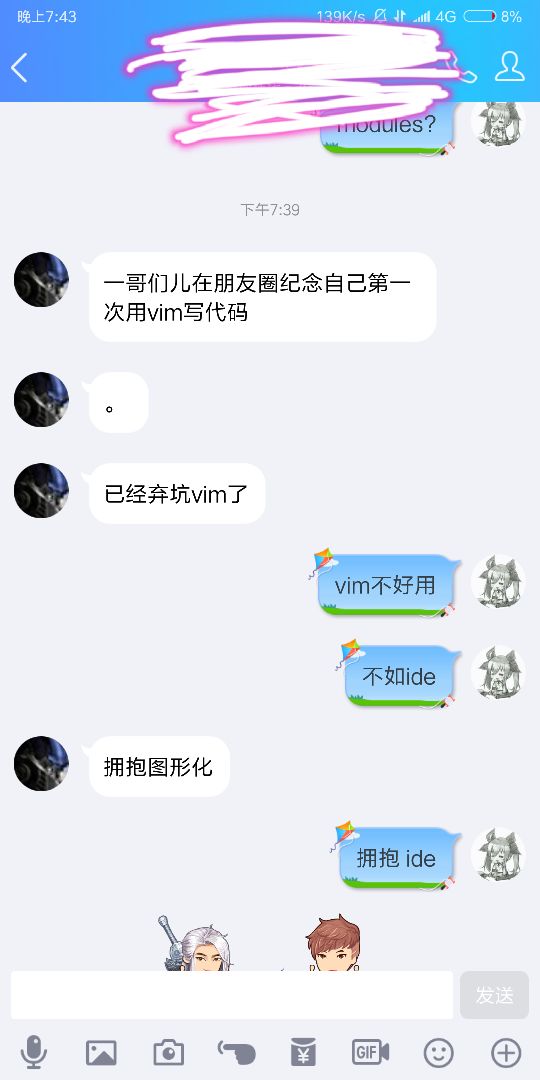 晚上7:43
139K/s
4G
8%
modules?
下午7:39
一哥们儿在朋友圈纪念自己第一
次用vim写代码
。
已经弃坑vim了
vim不好用
不如ide
拥抱图形化
拥抱 ide
发送
GIF